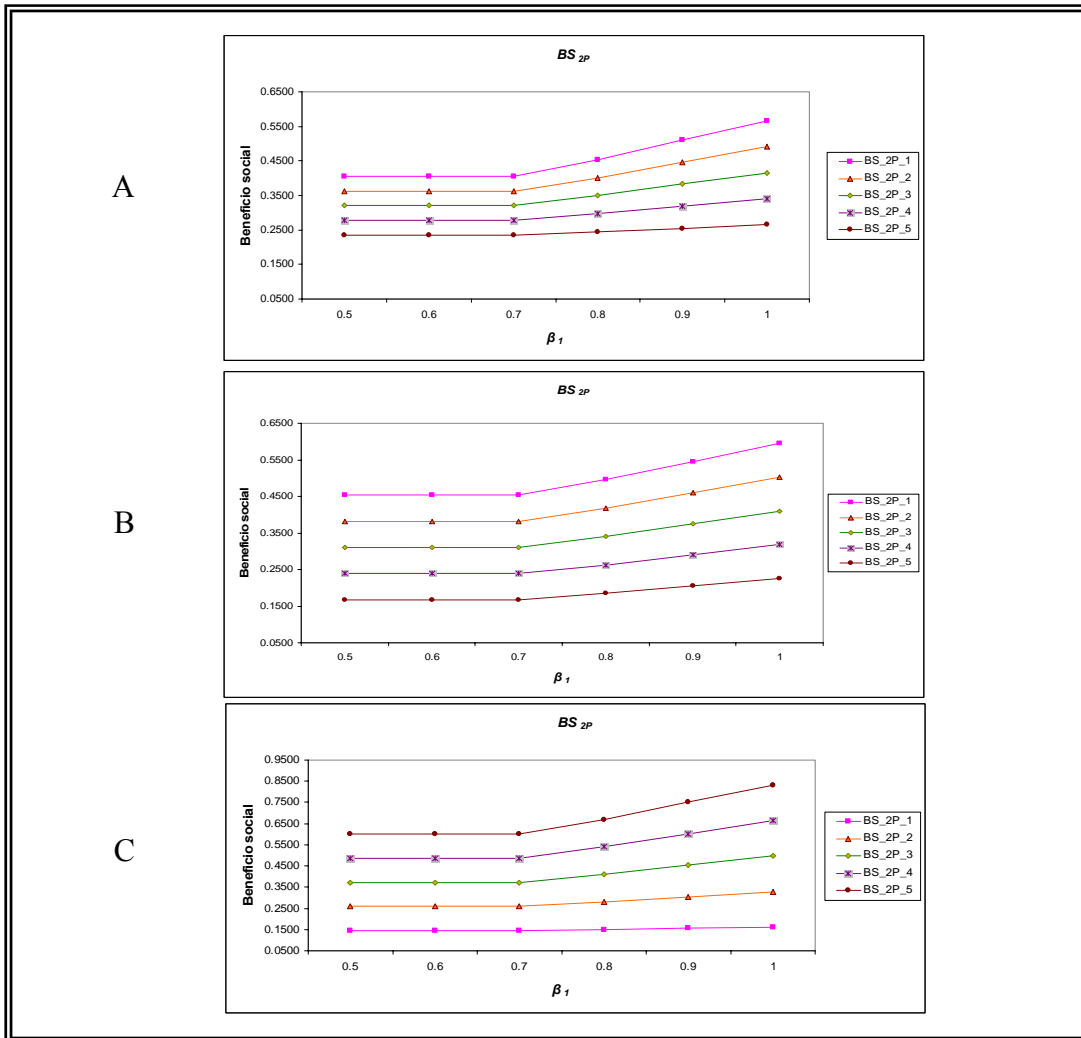 A
BS 2P
Beneficio social
0.6500
0.5500
0.4500
0.3500
0.2500
0.1500
0.0500
0.5 0.6 0.7 0.8 0.9 1
β 1
BS_2P_1
BS_2P_2
BS_2P_3
BS_2P_4
BS_2P_5
B
BS 2P
Beneficio social
0.6500
0.5500
0.4500
0.3500
0.2500
0.1500
0.0500
0.5 0.6 0.7 0.8 0.9 1
β 1
BS_2P_1
BS_2P_2
BS_2P_3
BS_2P_4
BS_2P_5
C
BS 2P
Beneficio social
0.9500
0.8500
0.7500
0.6500
0.5500
0.4500
0.3500
0.2500
0.1500
0.0500
0.5 0.6 0.7 0.8 0.9 1
β 1
BS_2P_1
BS_2P_2
BS_2P_3
BS_2P_4
BS_2P_5